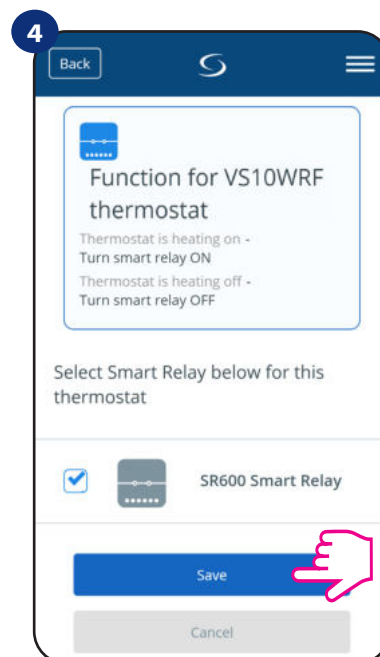 4
Back
Function for VS10WRF
thermostat
Thermostat is heating on -
Turn smart relay ON
Thermostat is heating off -
Turn smart relay OFF
Select Smart Relay below for this
thermostat
SR600 Smart Relay
Save
Cancel